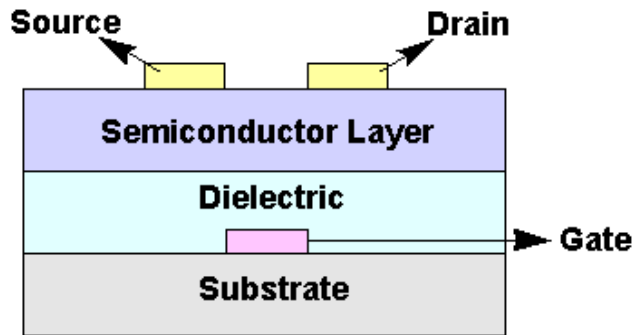 Source
Drain
Semiconductor Layer
Dielectric
Gate
Substrate